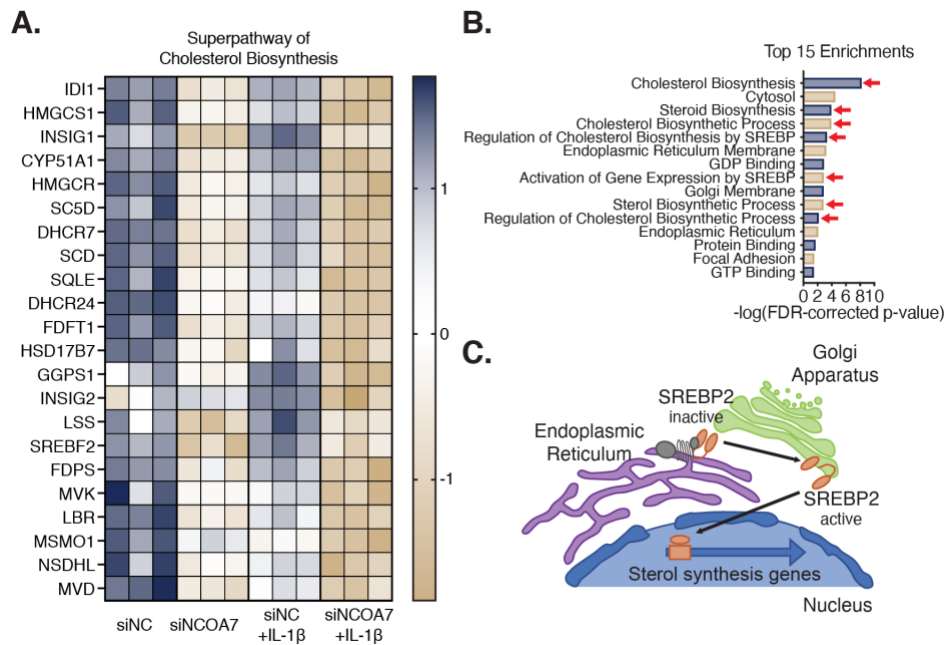 A.
Superpathway of
Cholesterol Biosynthesis
IDI1
HMGCS1
INSIG1
CYP51A1
HMGCR
SC5D
DHCR7
SCD
SQLE
DHCR24
FDFT1
HSD17B7
GGPS1
INSIG2
LSS
SREBF2
FDPS
MVK
LBR
MSMO1
NSDHL
MVD
1
0
-1
siNC
siNCOA7
siNC
+IL-1β
siNCOA7
+IL-1β
B.
Top 15 Enrichments
Cholesterol Biosynthesis
Cytosol
Steroid Biosynthesis
Cholesterol Biosynthetic Process
Regulation of Cholesterol Biosynthesis by SREBP
Endoplasmic Reticulum Membrane
GDP Binding
Activation of Gene Expression by SREBP
Golgi Membrane
Sterol Biosynthetic Process
Regulation of Cholesterol Biosynthetic Process
Endoplasmic Reticulum
Protein Binding
Focal Adhesion
GTP Binding
0 2 4 6 8 10
-log(FDR-corrected p-value)
C.
Golgi
Apparatus
SREBP2
inactive
Endoplasmic
Reticulum
SREBP2
active
Sterol synthesis genes
Nucleus